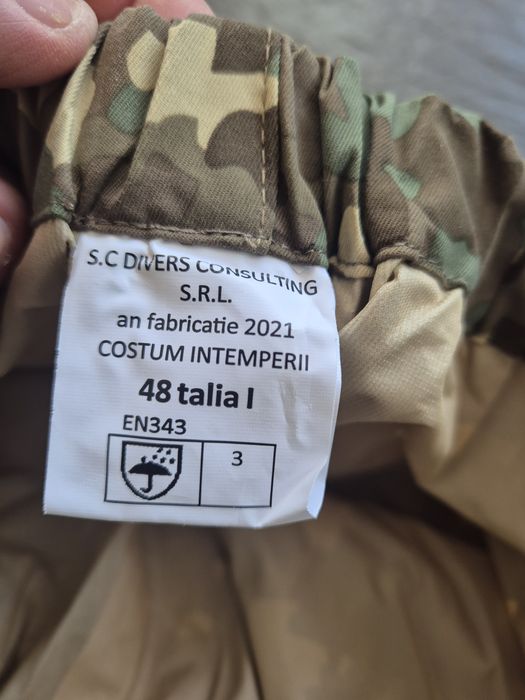 S.C DIVERS CONSULTING
S.R.L.
an fabricatie 2021
COSTUM INTEMPERII
48 talia I
EN343
3